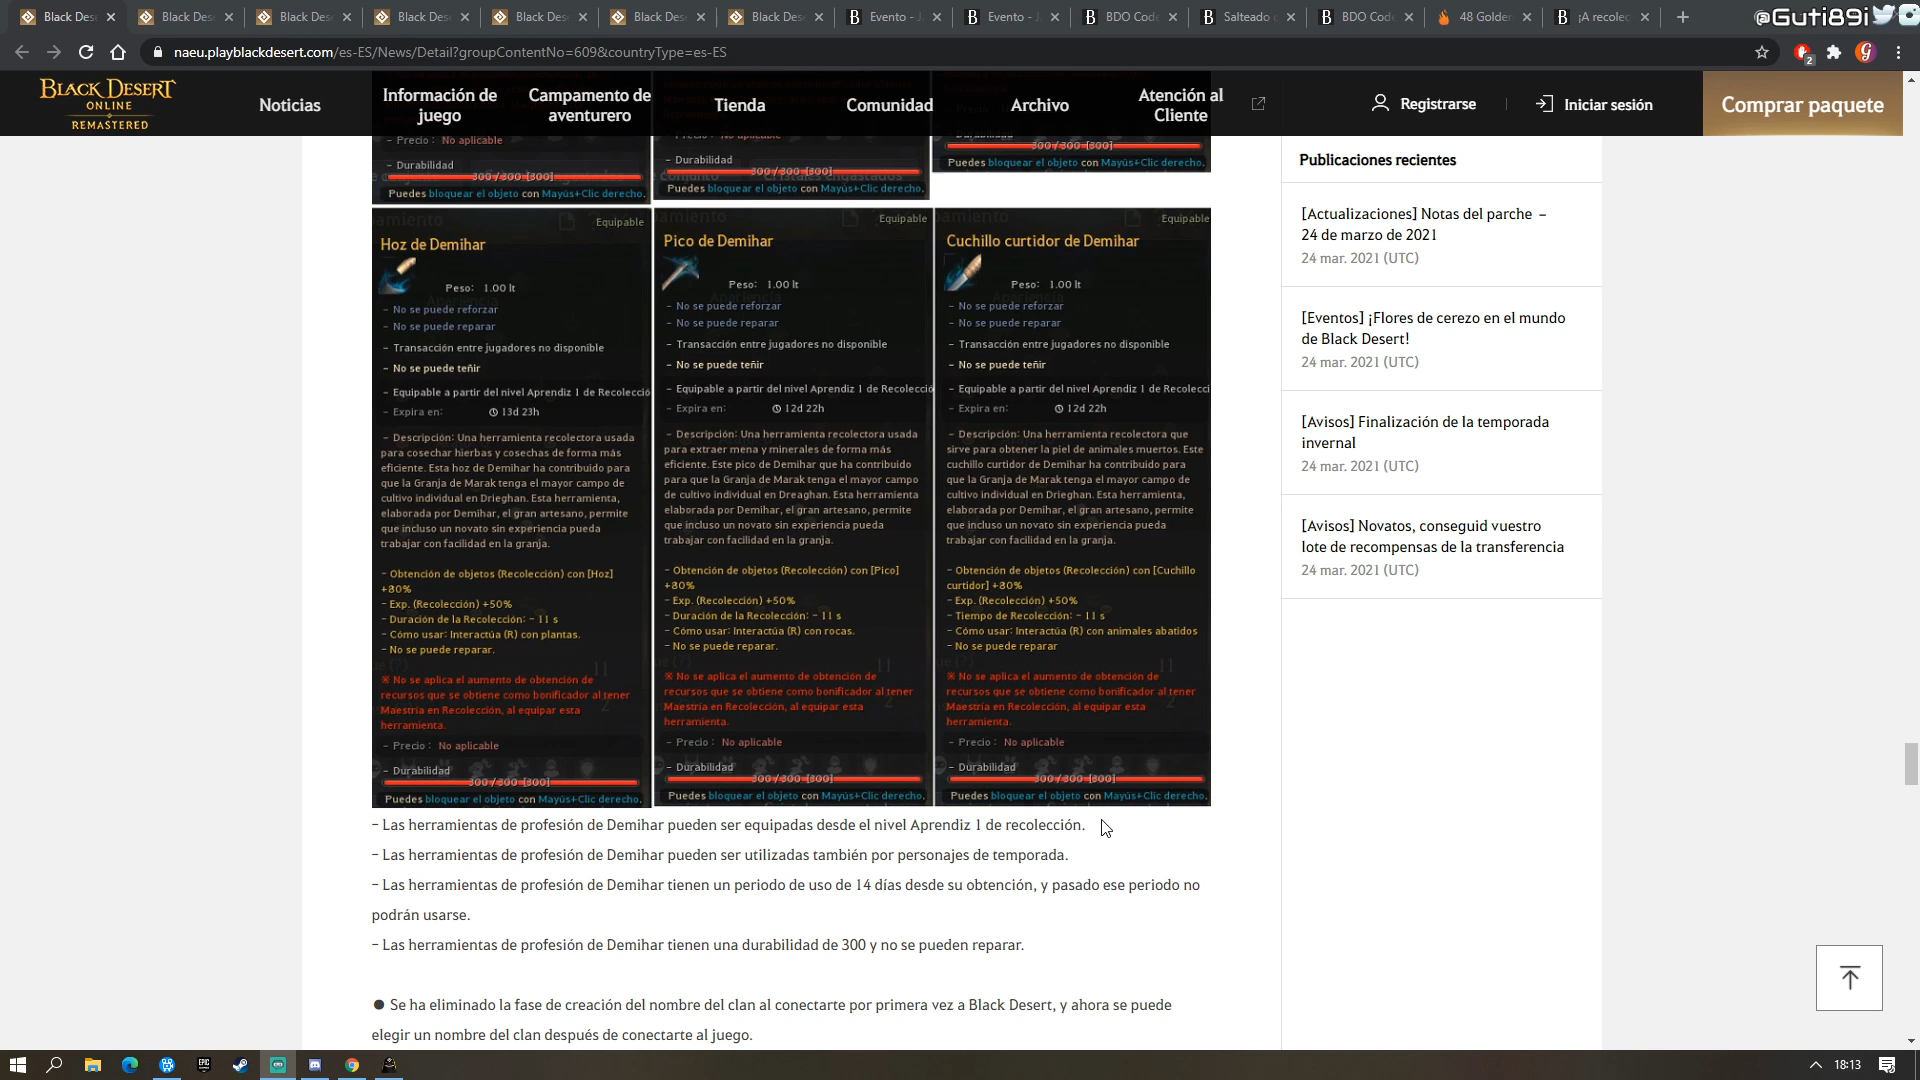 Black Des
Black Des
Black Des
Black Des
Black Des
Black Des
Black Des
Evento - J
Evento - J
BDO Code
Salteado
BDO Code
48 Golden
¡A recolec
@Guti89i
naeu.playblackdesert.com/es-ES/News/Detail?groupContentNo=609&countryType=es-ES
2
BLACK DESERT
ONLINE
REMASTERED
Noticias
Información de juego
Campamento de aventurero
Tienda
Comunidad
Archivo
Atención al Cliente
Registrarse
Iniciar sesión
Comprar paquete
- Precio : No aplicable
- Durabilidad
300 / 300 [300]
Puedes bloquear el objeto con Mayús+Clic derecho.
- Durabilidad
300 / 300 [300]
Puedes bloquear el objeto con Mayús+Clic derecho.
300 / 300 [300]
Puedes bloquear el objeto con Mayús+Clic derecho.
Equipable
Hoz de Demihar
Peso: 1.00 lt
- No se puede reforzar
- No se puede reparar
- Transacción entre jugadores no disponible
- No se puede teñir
- Equipable a partir del nivel Aprendiz 1 de Recolecció
- Expira en: 13d 23h
- Descripción: Una herramienta recolectora usada
para cosechar hierbas y cosechas de forma más
eficiente. Esta hoz de Demihar ha contribuido para
que la Granja de Marak tenga el mayor campo de
cultivo individual en Drieghan. Esta herramienta,
elaborada por Demihar, el gran artesano, permite
que incluso un novato sin experiencia pueda
trabajar con facilidad en la granja.
- Obtención de objetos (Recolección) con [Hoz]
+80%
- Exp. (Recolección) +50%
- Duración de la Recolección: - 11 s
- Cómo usar: Interactúa (R) con plantas.
- No se puede reparar.
※ No se aplica el aumento de obtención de
recursos que se obtiene como bonificador al tener
Maestría en Recolección, al equipar esta
herramienta.
- Precio : No aplicable
- Durabilidad
300 / 300 [300]
Puedes bloquear el objeto con Mayús+Clic derecho.
Equipable
Pico de Demihar
Peso: 1.00 lt
- No se puede reforzar
- No se puede reparar
- Transacción entre jugadores no disponible
- No se puede teñir
- Equipable a partir del nivel Aprendiz 1 de Recolecció
- Expira en: 12d 22h
- Descripción: Una herramienta recolectora usada
para extraer mena y minerales de forma más
eficiente. Este pico de Demihar que ha contribuido
para que la Granja de Marak tenga el mayor campo
de cultivo individual en Dreaghan. Esta herramienta
elaborada por Demihar, el gran artesano, permite
que incluso un novato sin experiencia pueda
trabajar con facilidad en la granja.
- Obtención de objetos (Recolección) con [Pico]
+80%
- Exp. (Recolección) +50%
- Duración de la Recolección: - 11 s
- Cómo usar: Interactúa (R) con rocas.
- No se puede reparar.
※ No se aplica el aumento de obtención de
recursos que se obtiene como bonificador al tener
Maestría en Recolección, al equipar esta
herramienta.
- Precio : No aplicable
- Durabilidad
300 / 300 [300]
Puedes bloquear el objeto con Mayús+Clic derecho.
Equipable
Cuchillo curtidor de Demihar
Peso: 1.00 lt
- No se puede reforzar
- No se puede reparar
- Transacción entre jugadores no disponible
- No se puede teñir
- Equipable a partir del nivel Aprendiz 1 de Recolecci
- Expira en: 12d 22h
- Descripción: Una herramienta recolectora que
sirve para obtener la piel de animales muertos. Este
cuchillo curtidor de Demihar ha contribuido para
que la Granja de Marak tenga el mayor campo de
cultivo individual en Drieghan. Esta herramienta,
elaborada por Demihar, el gran artesano, permite
que incluso un novato sin experiencia pueda
trabajar con facilidad en la granja.
- Obtención de objetos (Recolección) con [Cuchillo
curtidor] +80%
- Exp. (Recolección) +50%
- Tiempo de Recolección: - 11 s
- Cómo usar: Interactúa (R) con animales abatidos
- No se puede reparar
※ No se aplica el aumento de obtención de
recursos que se obtiene como bonificador al tener
Maestría en Recolección, al equipar esta
herramienta.
- Precio : No aplicable
- Durabilidad
300 / 300 [300]
Puedes bloquear el objeto con Mayús+Clic derecho.
- Las herramientas de profesión de Demihar pueden ser equipadas desde el nivel Aprendiz 1 de recolección.
- Las herramientas de profesión de Demihar pueden ser utilizadas también por personajes de temporada.
- Las herramientas de profesión de Demihar tienen un periodo de uso de 14 días desde su obtención, y pasado ese periodo no
podrán usarse.
- Las herramientas de profesión de Demihar tienen una durabilidad de 300 y no se pueden reparar.
● Se ha eliminado la fase de creación del nombre del clan al conectarte por primera vez a Black Desert, y ahora se puede
elegir un nombre del clan después de conectarte al juego.
Publicaciones recientes
[Actualizaciones] Notas del parche –
24 de marzo de 2021
24 mar. 2021 (UTC)
[Eventos] ¡Flores de cerezo en el mundo
de Black Desert!
24 mar. 2021 (UTC)
[Avisos] Finalización de la temporada
invernal
24 mar. 2021 (UTC)
[Avisos] Novatos, conseguid vuestro
lote de recompensas de la transferencia
24 mar. 2021 (UTC)
18:13